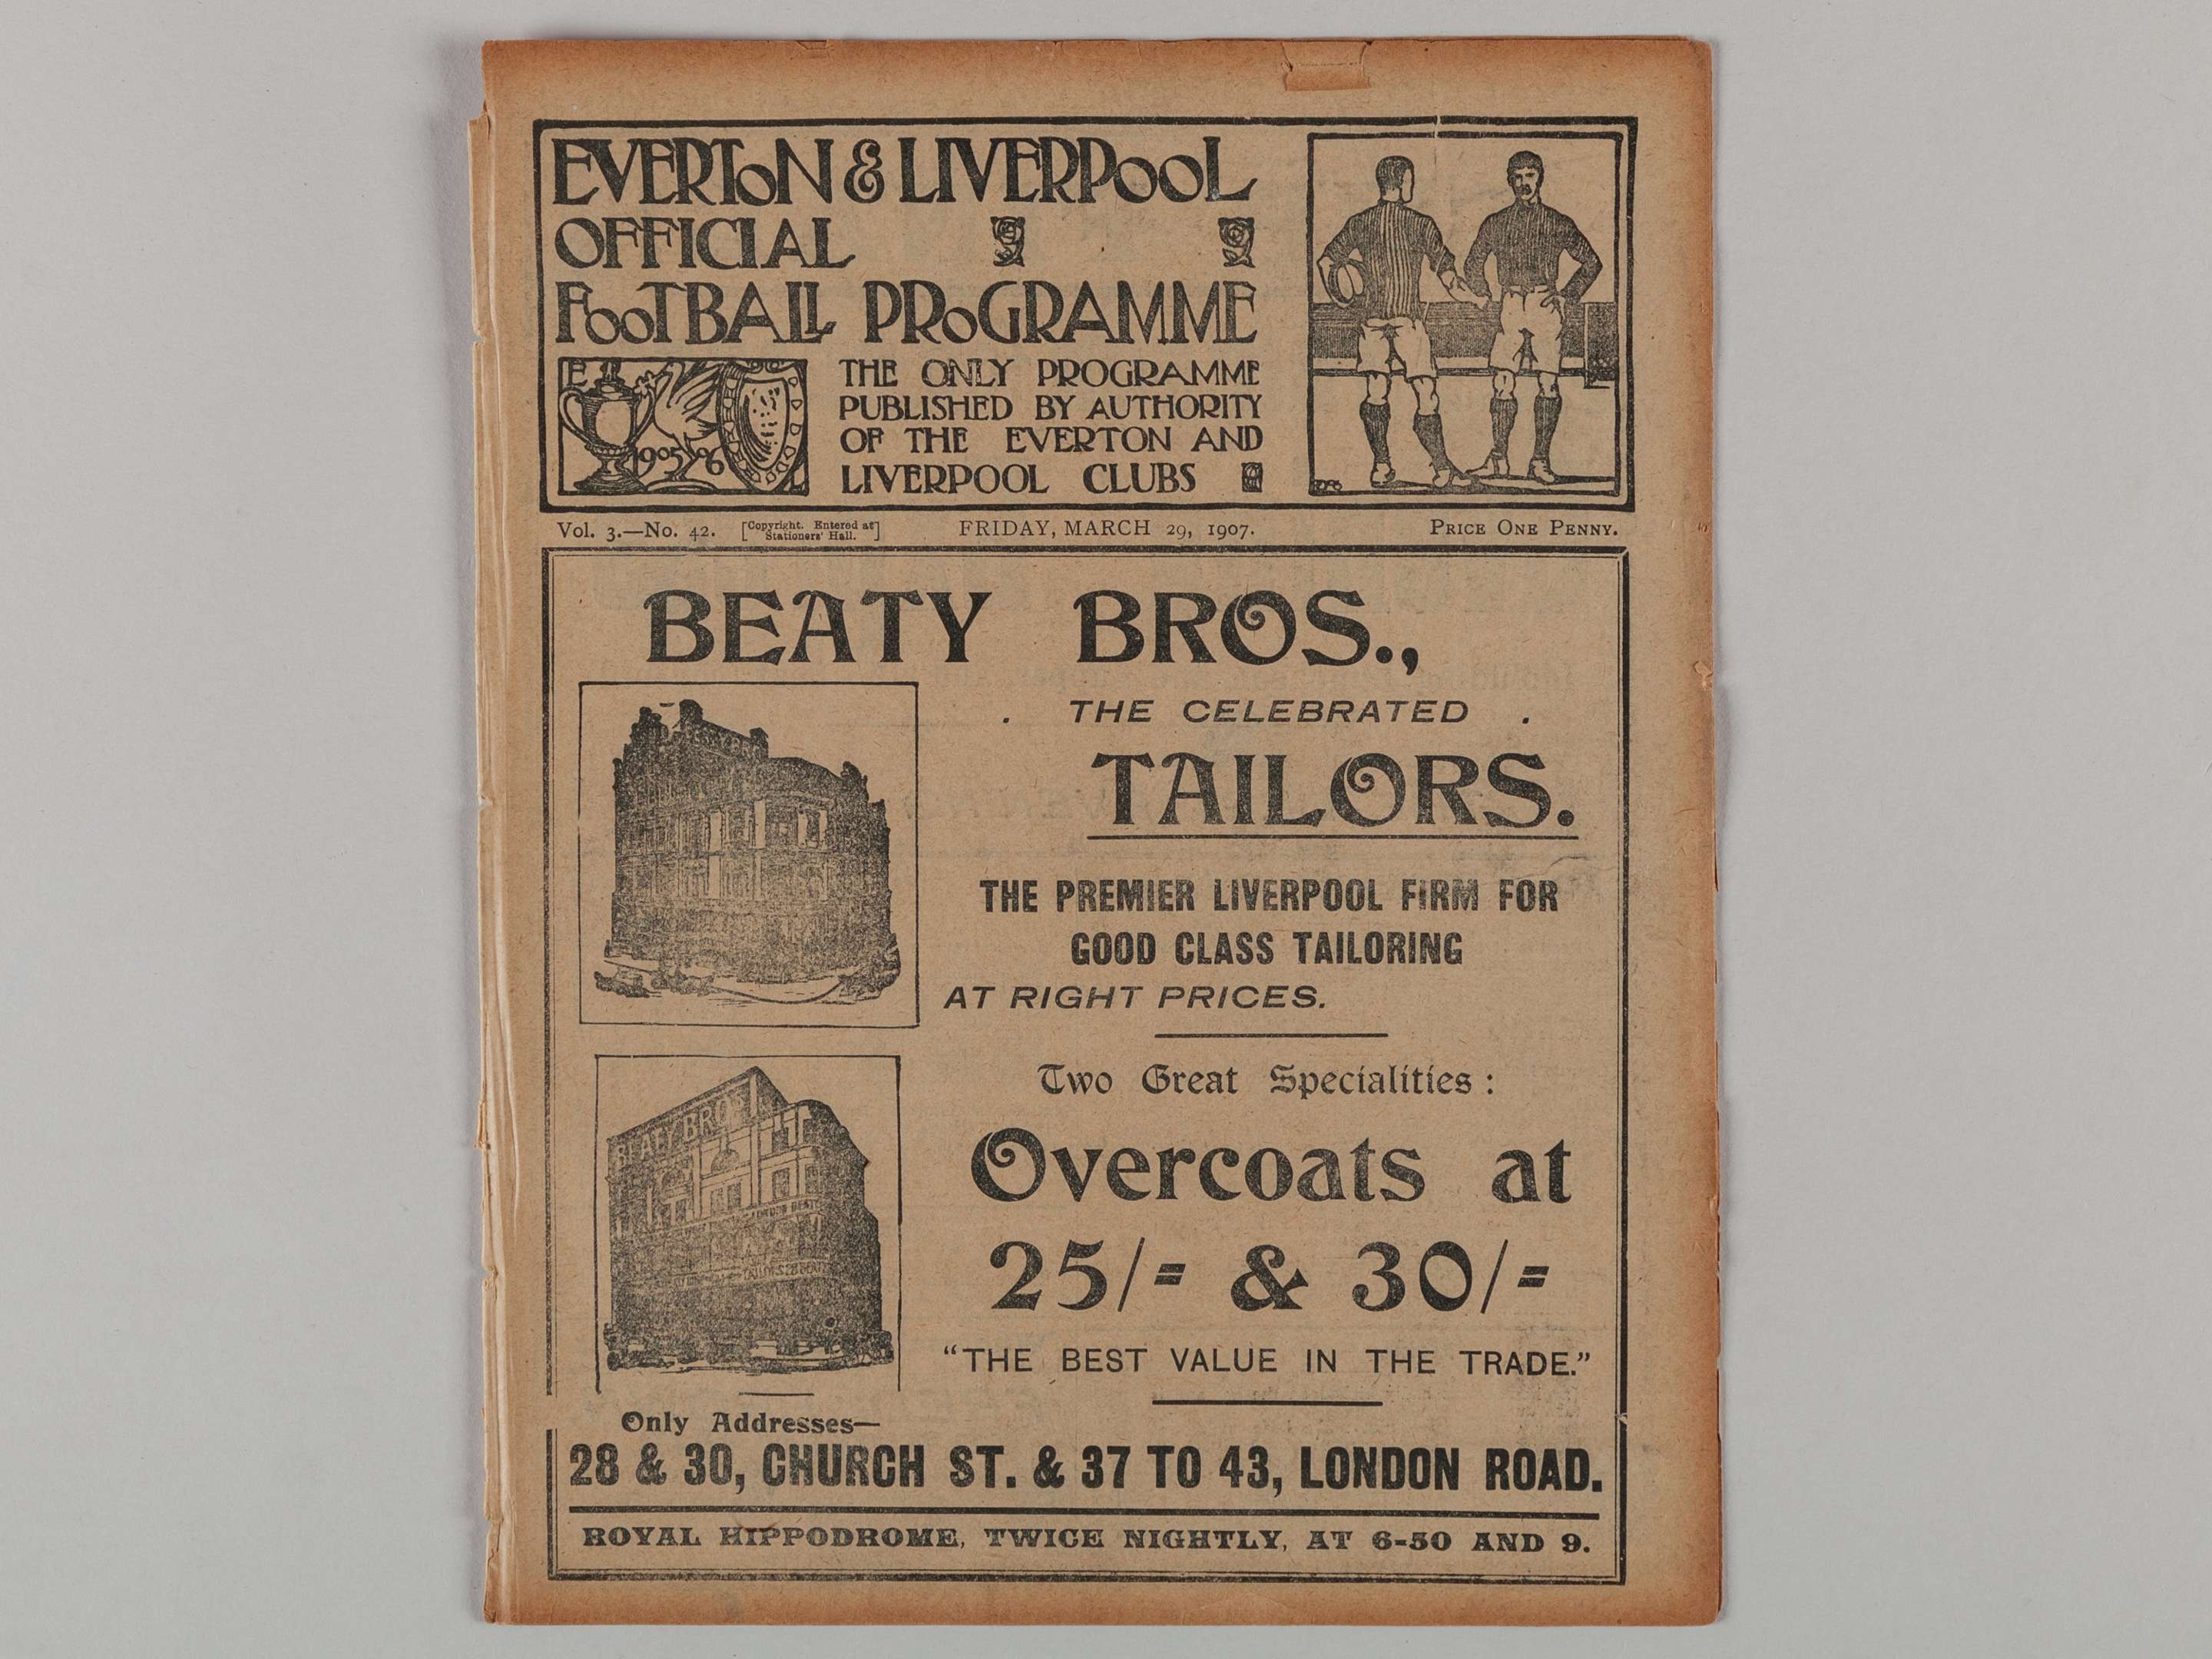 EVERTON & LIVERPOOL
OFFICIAL
FOOTBALL PROGRAMME
E
1905 06
THE ONLY PROGRAMME
PUBLISHED BY AUTHORITY
OF THE EVERTON AND
LIVERPOOL CLUBS
Vol. 3.—No. 42. [Copyright. Entered at Stationers' Hall.] FRIDAY, MARCH 29, 1907. PRICE ONE PENNY.
BEATY BROS.,
. THE CELEBRATED .
TAILORS.
THE PREMIER LIVERPOOL FIRM FOR
GOOD CLASS TAILORING
AT RIGHT PRICES.
BEATY BROS
Two Great Specialities:
Overcoats at
25/= & 30/=
"THE BEST VALUE IN THE TRADE."
Only Addresses—
28 & 30, CHURCH ST. & 37 TO 43, LONDON ROAD.
ROYAL HIPPODROME, TWICE NIGHTLY, AT 6-50 AND 9.